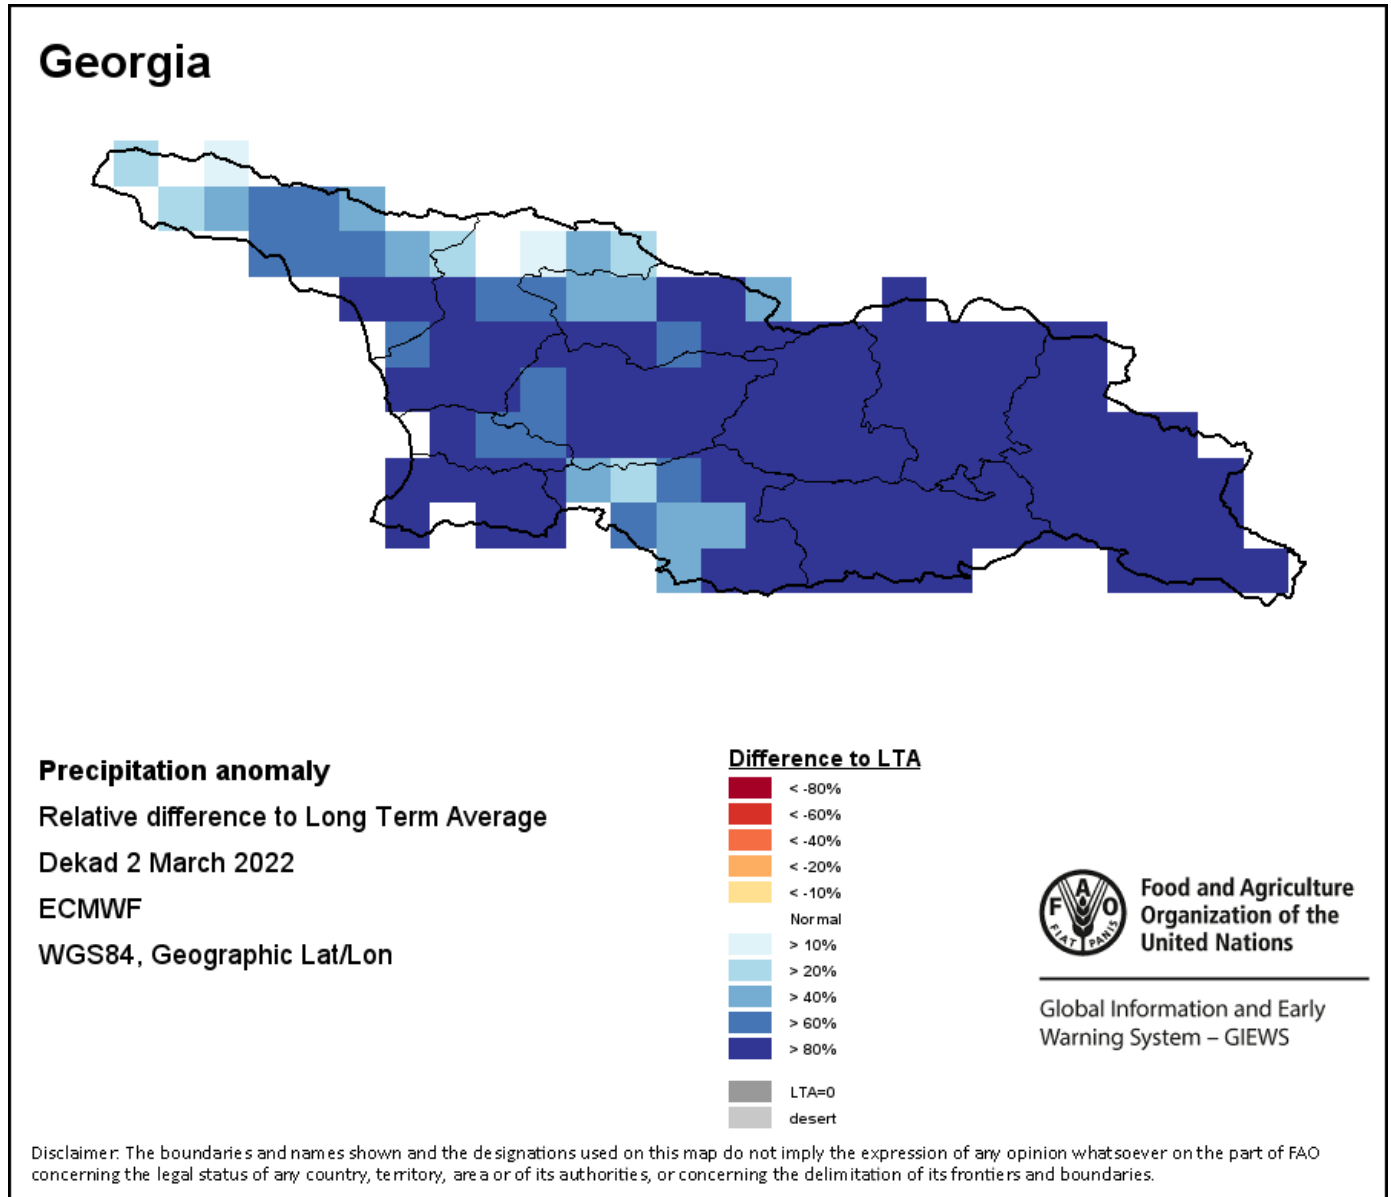 Georgia
Precipitation anomaly
Relative difference to Long Term Average
Dekad 2 March 2022
ECMWF
WGS84, Geographic Lat/Lon
Difference to LTA
< -80%
< -60%
< -40%
< -20%
< -10%
Normal
> 10%
> 20%
> 40%
> 60%
> 80%
LTA=0
desert
F A O
FIAT PANIS
Food and Agriculture
Organization of the
United Nations
Global Information and Early
Warning System – GIEWS
Disclaimer: The boundaries and names shown and the designations used on this map do not imply the expression of any opinion whatsoever on the part of FAO
concerning the legal status of any country, territory, area or of its authorities, or concerning the delimitation of its frontiers and boundaries.